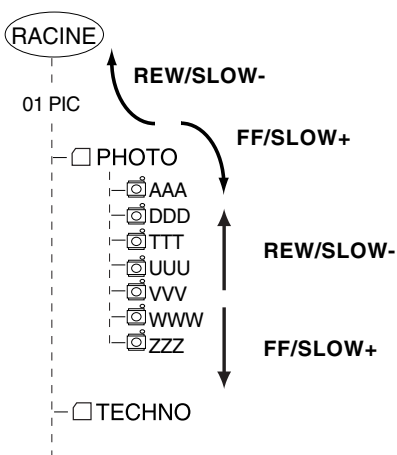 RACINE
REW/SLOW-
01 PIC
FF/SLOW+
PHOTO
AAA
DDD
TTT
REW/SLOW-
UUU
VVV
WWW
ZZZ
FF/SLOW+
TECHNO